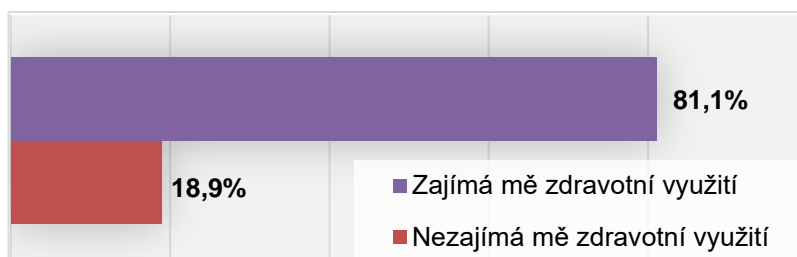 81,1%
18,9%
Zajímá mě zdravotní využití
Nezajímá mě zdravotní využití